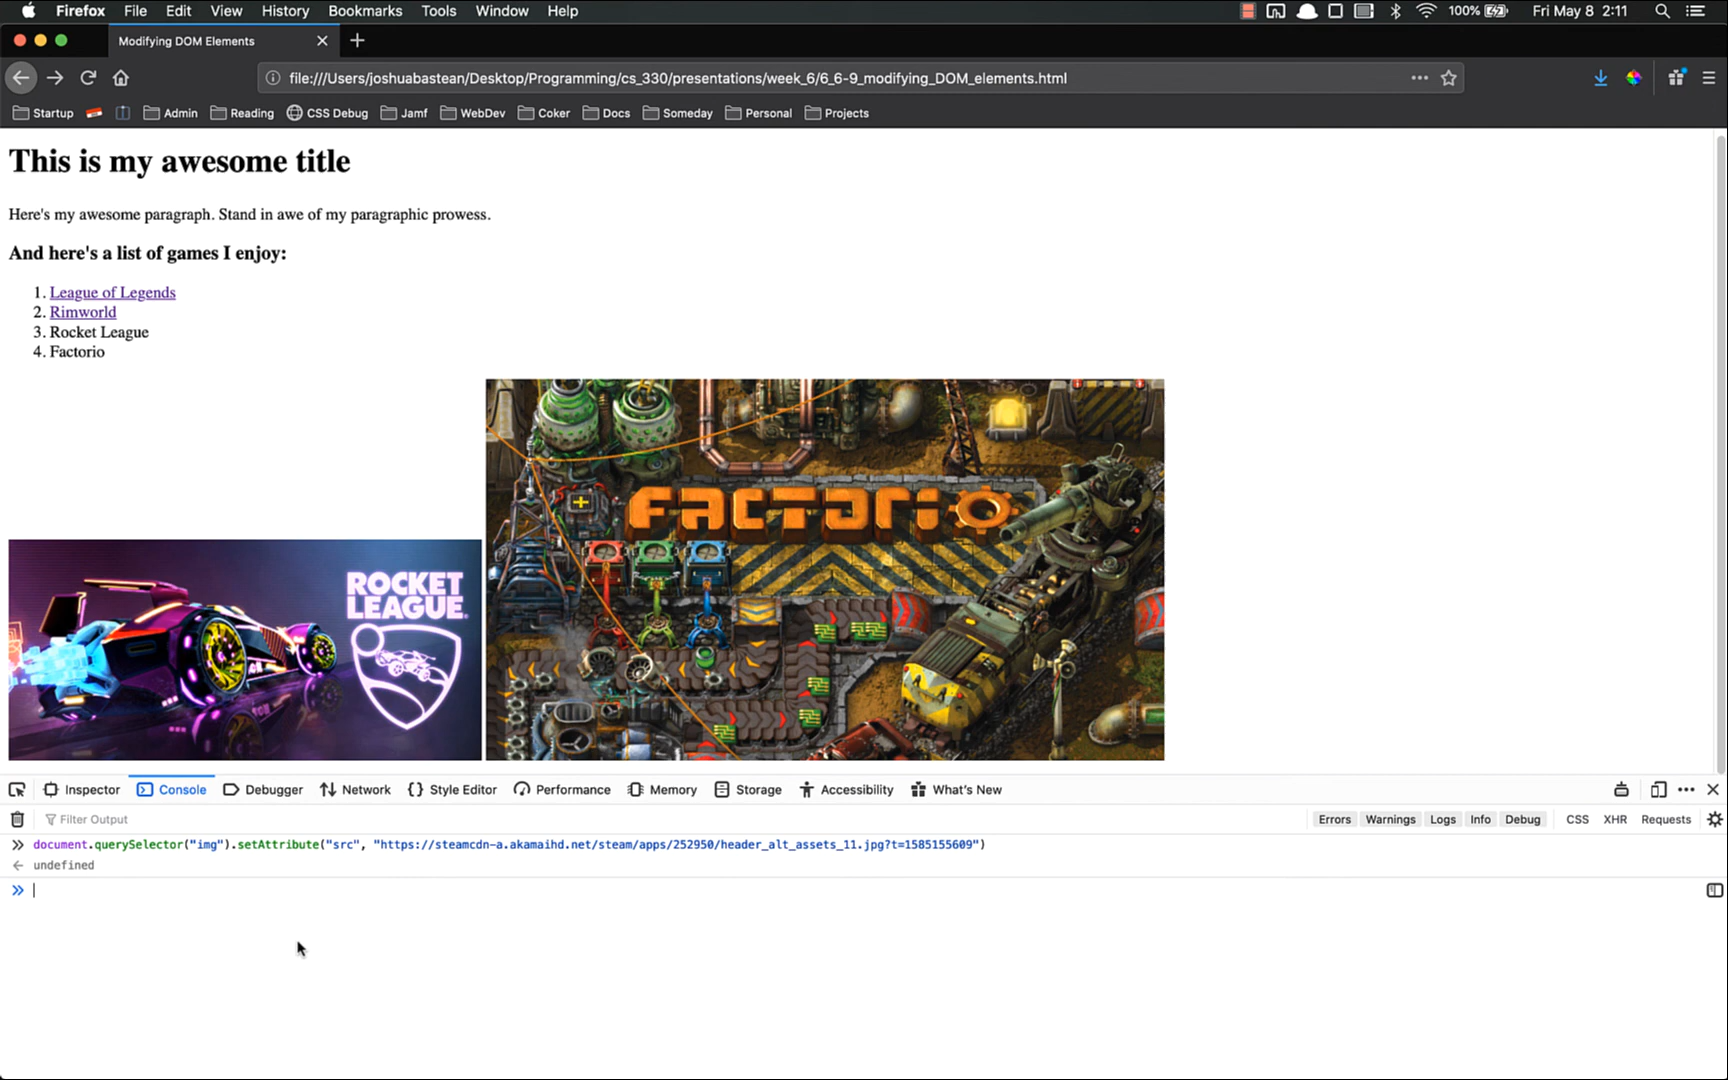 Firefox File Edit View History Bookmarks Tools Window Help 100% Fri May 8 2:11
Modifying DOM Elements
file:///Users/joshuabastean/Desktop/Programming/cs_330/presentations/week_6/6_6-9_modifying_DOM_elements.html
Startup Admin Reading CSS Debug Jamf WebDev Coker Docs Someday Personal Projects
This is my awesome title
Here's my awesome paragraph. Stand in awe of my paragraphic prowess.
And here's a list of games I enjoy:
1. League of Legends
2. Rimworld
3. Rocket League
4. Factorio
FACTORIO
ROCKET
LEAGUE
Inspector Console Debugger Network Style Editor Performance Memory Storage Accessibility What's New
Filter Output Errors Warnings Logs Info Debug CSS XHR Requests
document.querySelector("img").setAttribute("src", "https://steamcdn-a.akamaihd.net/steam/apps/252950/header_alt_assets_11.jpg?t=1585155609")
undefined